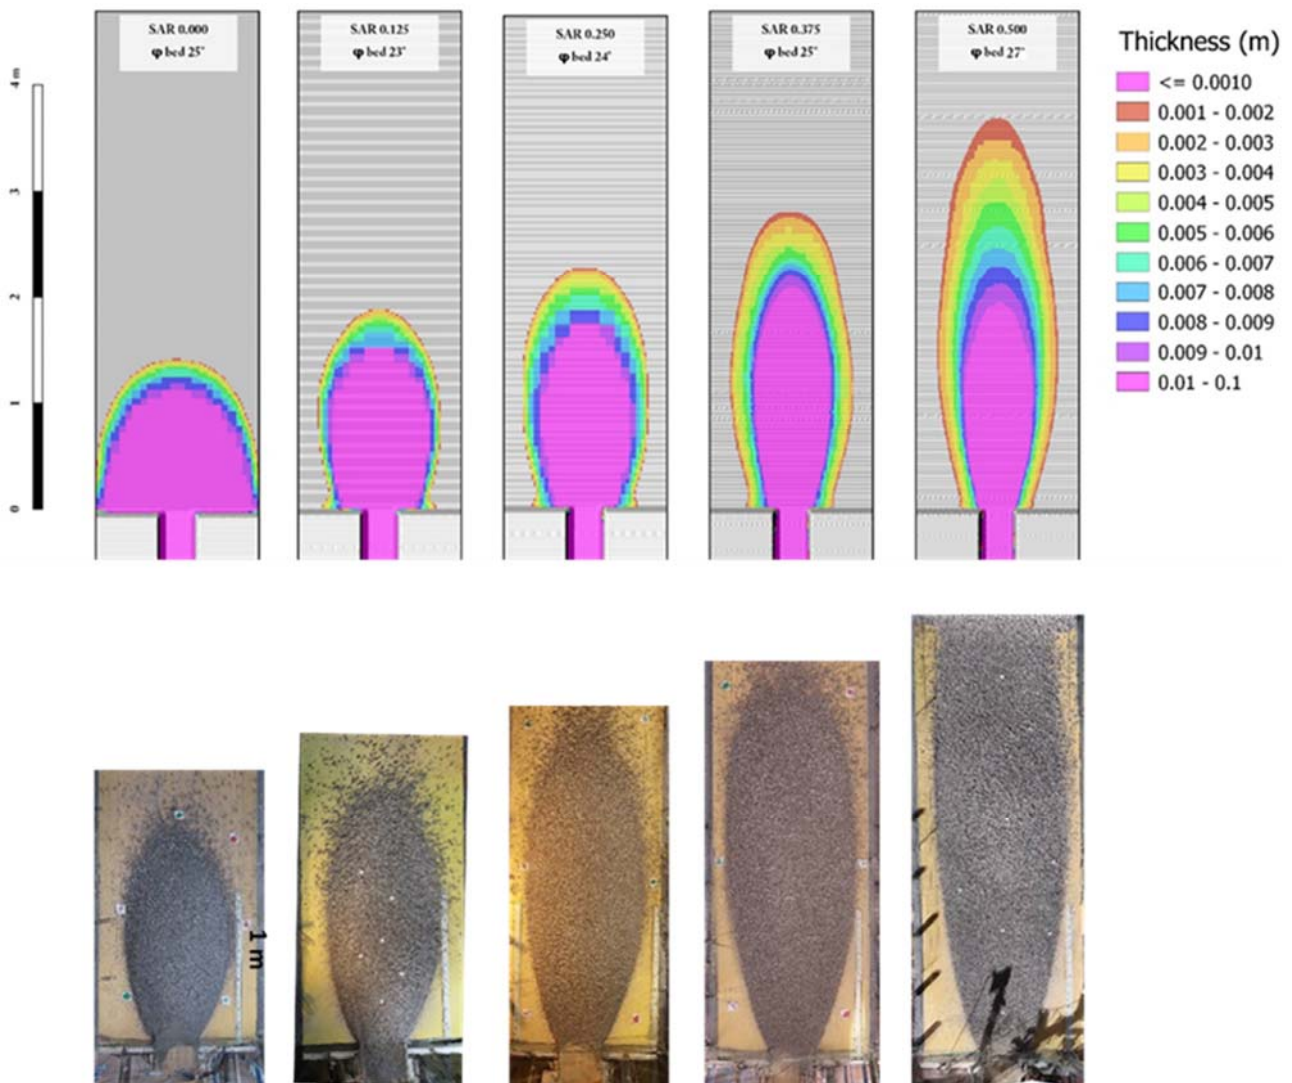 SAR 0.000
φ bed 25°
SAR 0.125
φ bed 23°
SAR 0.250
φ bed 24°
SAR 0.375
φ bed 25°
SAR 0.500
φ bed 27°
Thickness (m)
<= 0.0010
0.001 - 0.002
0.002 - 0.003
0.003 - 0.004
0.004 - 0.005
0.005 - 0.006
0.006 - 0.007
0.007 - 0.008
0.008 - 0.009
0.009 - 0.01
0.01 - 0.1
4 m
3
2
1
0
1 m